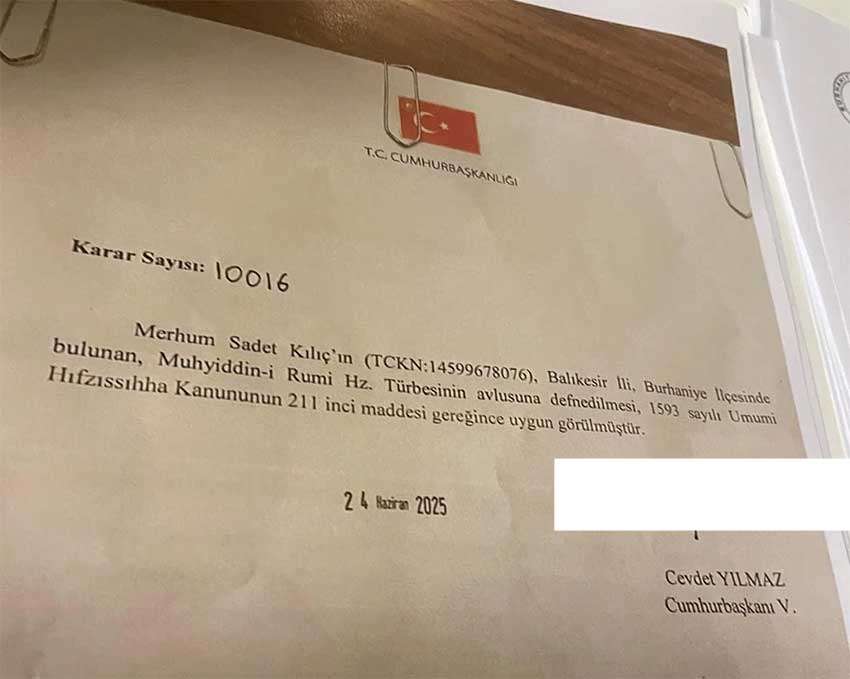 T.C. CUMHURBAŞKANLIĞI
Karar Sayısı: 10016
Merhum Sadet Kılıç'ın (TCKN:14599678076), Balıkesir İli, Burhaniye İlçesinde
bulunan, Muhyiddin-i Rumi Hz. Türbesinin avlusuna defnedilmesi, 1593 sayılı Umumi
Hıfzıssıhha Kanununun 211 inci maddesi gereğince uygun görülmüştür.
24 Haziran 2025
Cevdet YILMAZ
Cumhurbaşkanı V.